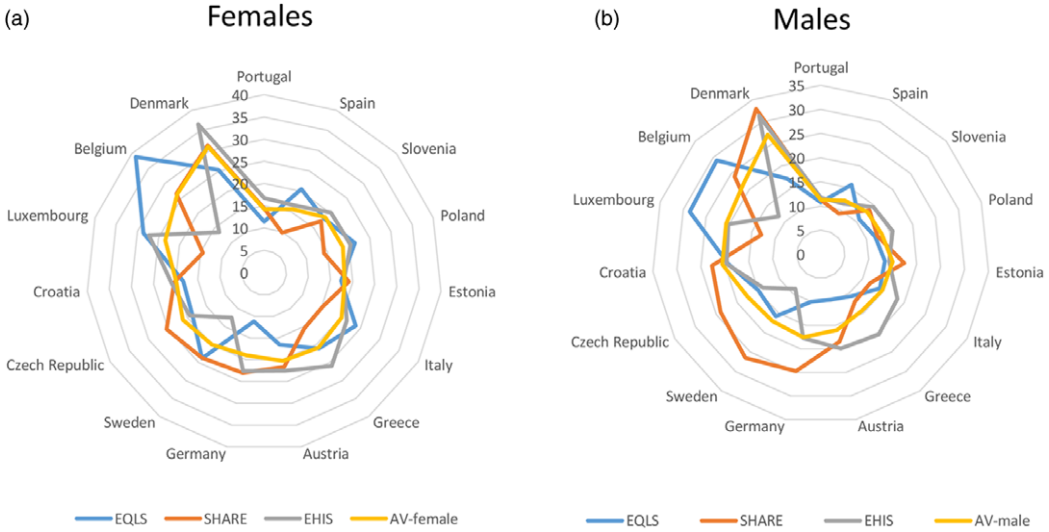 (a)
Females
Portugal
Spain
Slovenia
Poland
Estonia
Italy
Greece
Austria
Germany
Sweden
Czech Republic
Croatia
Luxembourg
Belgium
Denmark
40
35
30
25
20
15
10
5
0
EQLS SHARE EHIS AV-female
(b)
Males
Portugal
Spain
Slovenia
Poland
Estonia
Italy
Greece
Austria
Germany
Sweden
Czech Republic
Croatia
Luxembourg
Belgium
Denmark
35
30
25
20
15
10
5
0
EQLS SHARE EHIS AV-male